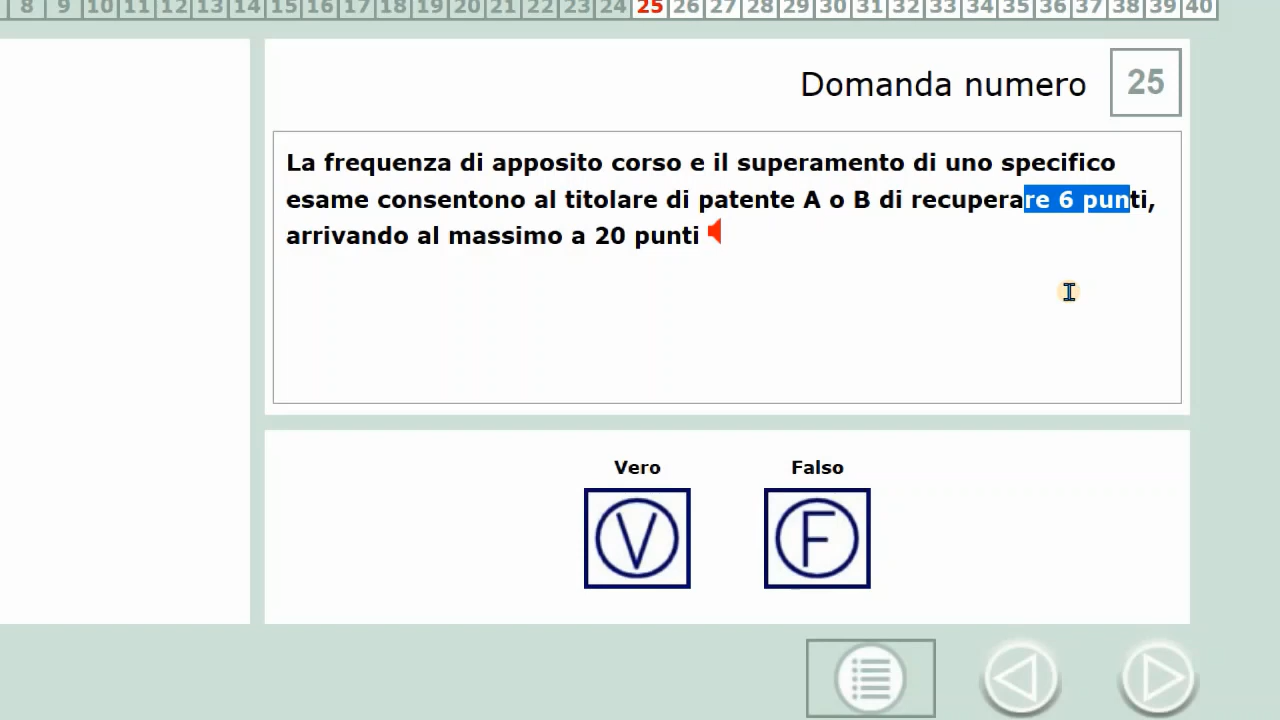 8 9 10 11 12 13 14 15 16 17 18 19 20 21 22 23 24 25 26 27 28 29 30 31 32 33 34 35 36 37 38 39 40
Domanda numero 25
La frequenza di apposito corso e il superamento di uno specifico
esame consentono al titolare di patente A o B di recuperare 6 punti,
arrivando al massimo a 20 punti
Vero Falso
V F